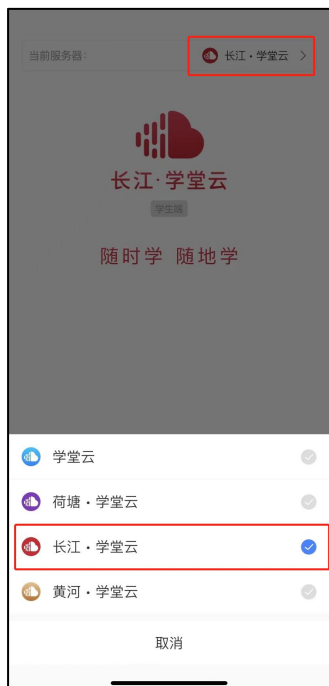 当前服务器：
长江・学堂云
长江·学堂云
学生端
随时学 随地学
学堂云
荷塘・学堂云
长江・学堂云
黄河・学堂云
取消